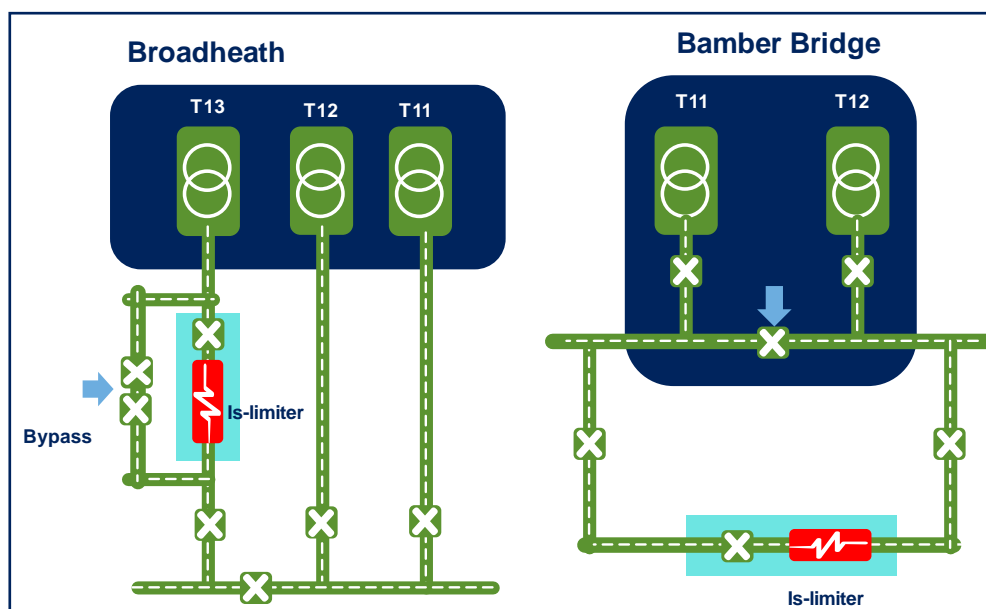 Broadheath
T13
T12
T11
Bypass
Is-limiter
Bamber Bridge
T11
T12
Is-limiter